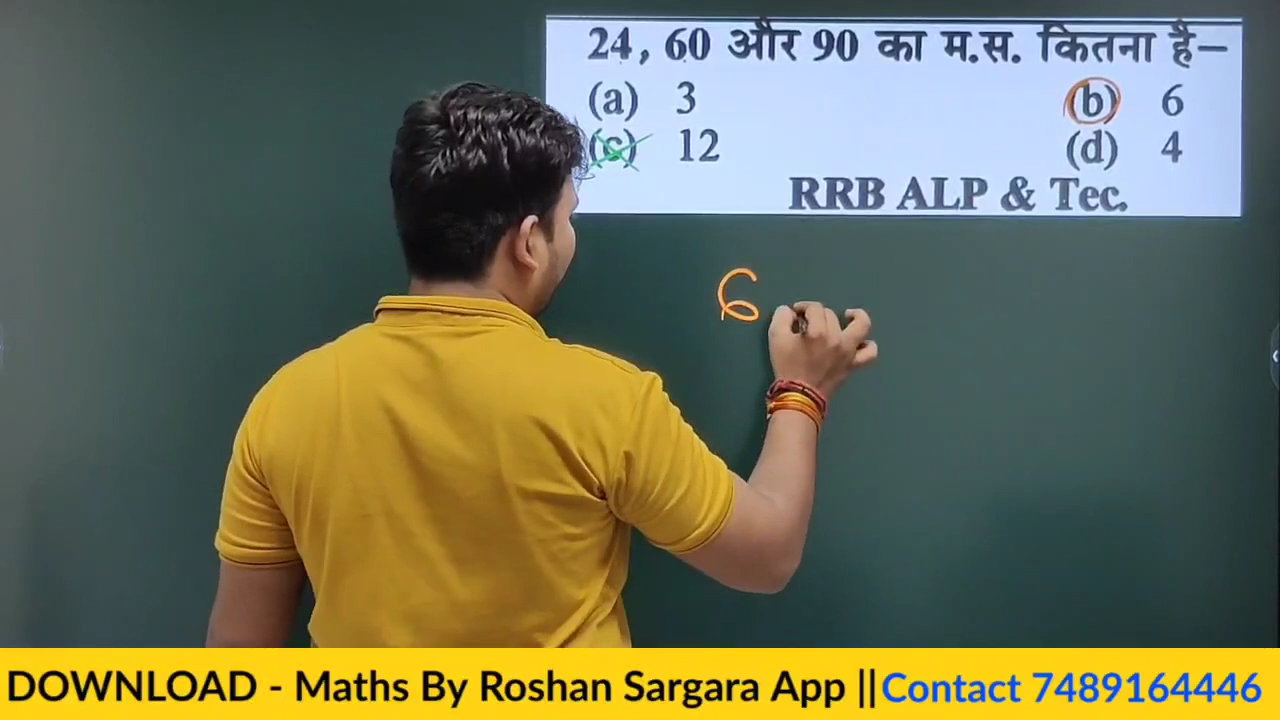 24, 60 और 90 का म.स. कितना है–
(a) 3 (b) 6
(c) 12 (d) 4
RRB ALP & Tec.
6
DOWNLOAD - Maths By Roshan Sargara App || Contact 7489164446